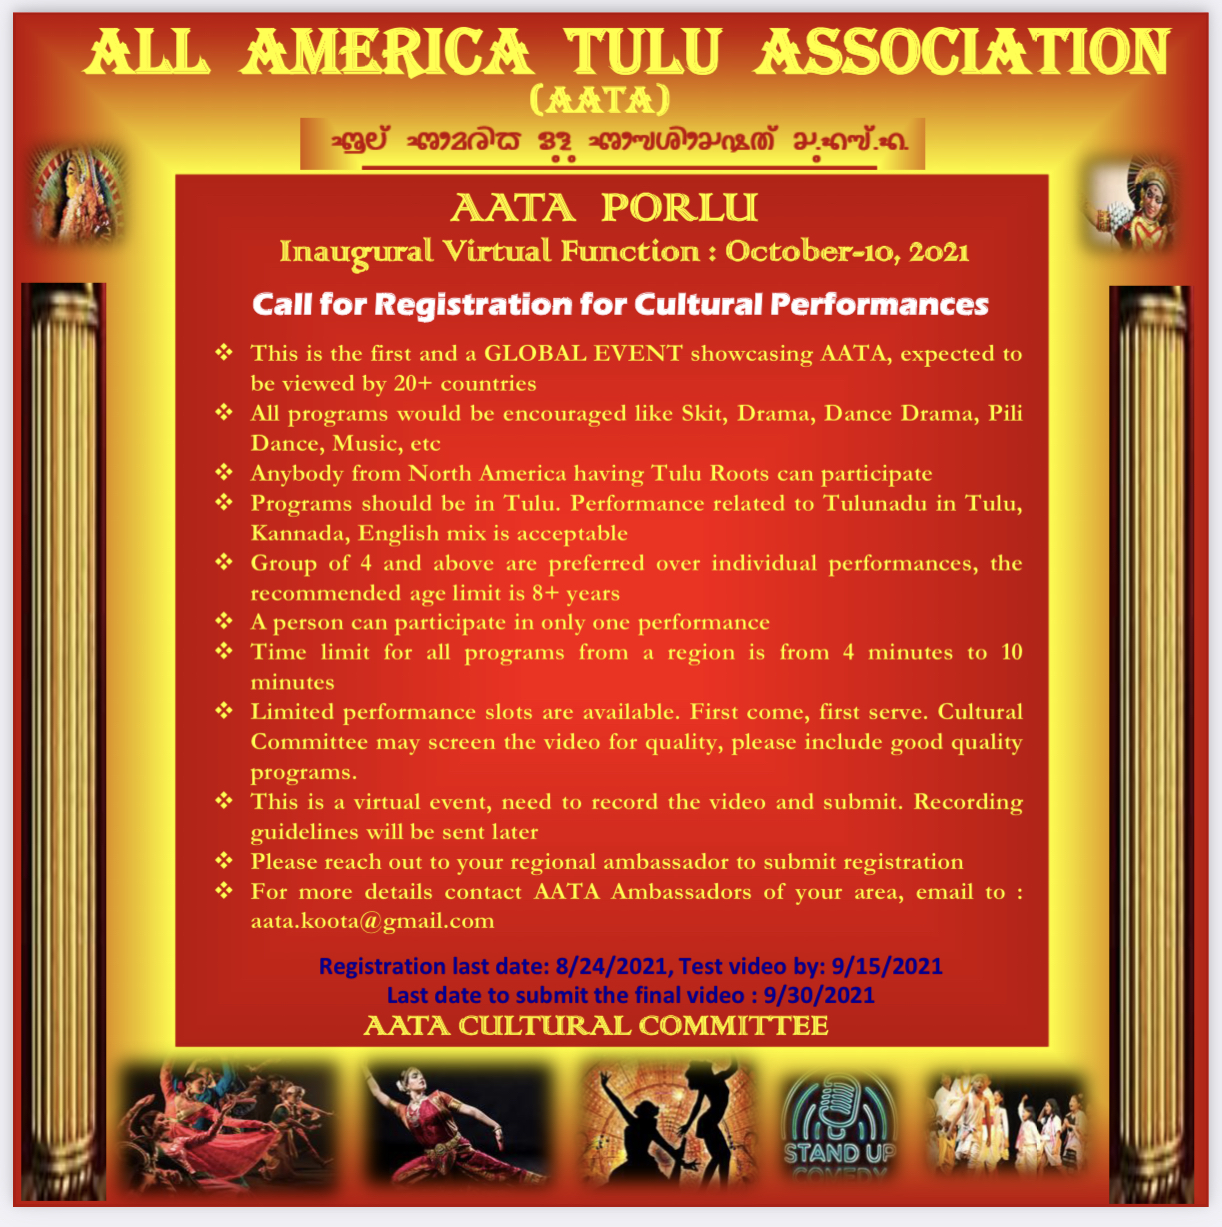 ALL AMERICA TULU ASSOCIATION
(AATA)
AATA PORLU
Inaugural Virtual Function : October-10, 2021
Call for Registration for Cultural Performances
❖ This is the first and a GLOBAL EVENT showcasing AATA, expected to
be viewed by 20+ countries
❖ All programs would be encouraged like Skit, Drama, Dance Drama, Pili
Dance, Music, etc
❖ Anybody from North America having Tulu Roots can participate
❖ Programs should be in Tulu. Performance related to Tulunadu in Tulu,
Kannada, English mix is acceptable
❖ Group of 4 and above are preferred over individual performances, the
recommended age limit is 8+ years
❖ A person can participate in only one performance
❖ Time limit for all programs from a region is from 4 minutes to 10
minutes
❖ Limited performance slots are available. First come, first serve. Cultural
Committee may screen the video for quality, please include good quality
programs.
❖ This is a virtual event, need to record the video and submit. Recording
guidelines will be sent later
❖ Please reach out to your regional ambassador to submit registration
❖ For more details contact AATA Ambassadors of your area, email to :
aata.koota@gmail.com
Registration last date: 8/24/2021, Test video by: 9/15/2021
Last date to submit the final video : 9/30/2021
AATA CULTURAL COMMITTEE
STAND UP
COMEDY